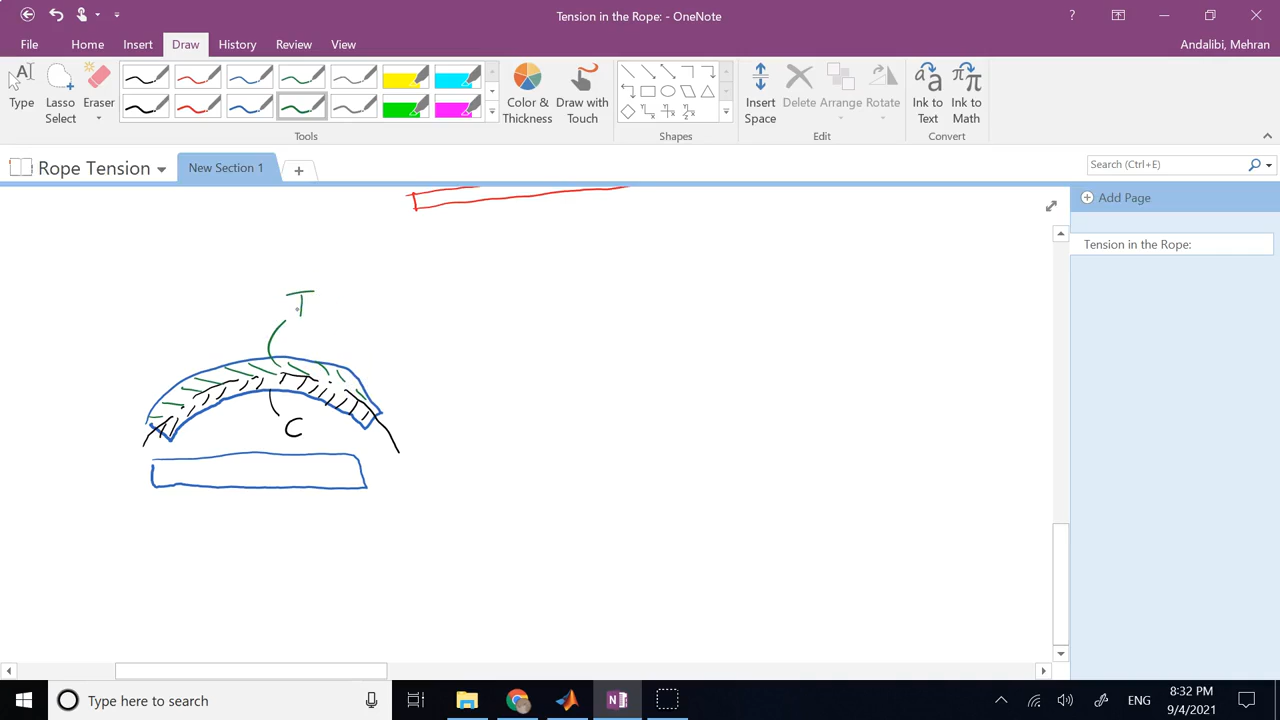 Tension in the Rope: - OneNote
?
File Home Insert Draw History Review View
Andalibi, Mehran
Type
Lasso Select
Eraser
Color & Thickness
Draw with Touch
Insert Space
Delete
Arrange
Rotate
Ink to Text
Ink to Math
Tools
Shapes
Edit
Convert
Rope Tension
New Section 1
Search (Ctrl+E)
Add Page
Tension in the Rope:
T
C
Type here to search
ENG
8:32 PM
9/4/2021